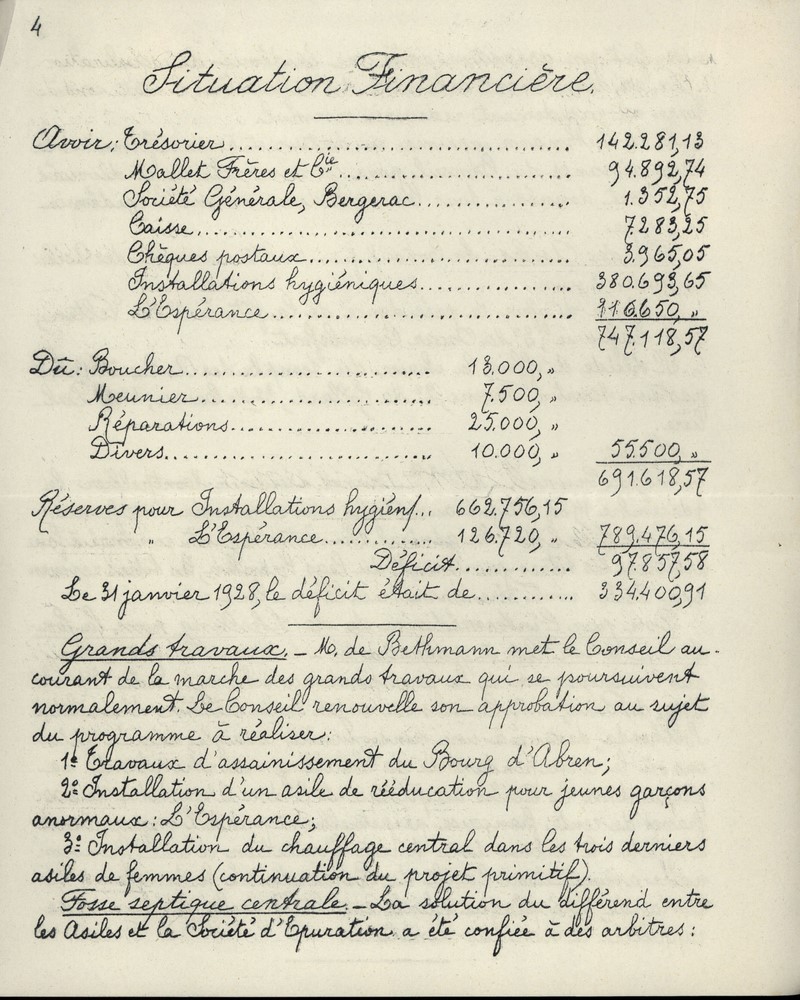 4
Situation Financière.
Avoir: Trésorier........ 142.281,13
Mallet Frères et Cie........ 94.892,74
Société Générale, Bergerac........ 1.352,75
Caisse........ 7.283,25
Chèques postaux........ 3.965,05
Installations hygiéniques........ 380.693,65
L'Espérance........ 116.650, "
747.118,57
Dû: Boucher........ 13.000, "
Meunier........ 7.500, "
Réparations........ 25.000, "
Divers........ 10.000, " 55.500, "
691.618,57
Réserves pour Installations hygién/... 662.756,15
" L'Espérance........ 126.720, " 789.476,15
Déficit........ 97.857,58
Le 31 janvier 1928, le déficit était de........ 334.400,91
Grands travaux. _ M. de Bethmann met le Conseil au-
courant de la marche des grands travaux qui se poursuivent
normalement. Le Conseil renouvelle son approbation au sujet
du programme à réaliser:
1º Travaux d'assainissement du Bourg d'Abren;
2º Installation d'un asile de rééducation pour jeunes garçons
anormaux: L'Espérance;
3º Installation du chauffage central dans les trois derniers
asiles de femmes (continuation du projet primitif).
Fosse septique centrale. _ La solution du différend entre
les Asiles et la Société d'Epuration a été confiée à des arbitres: